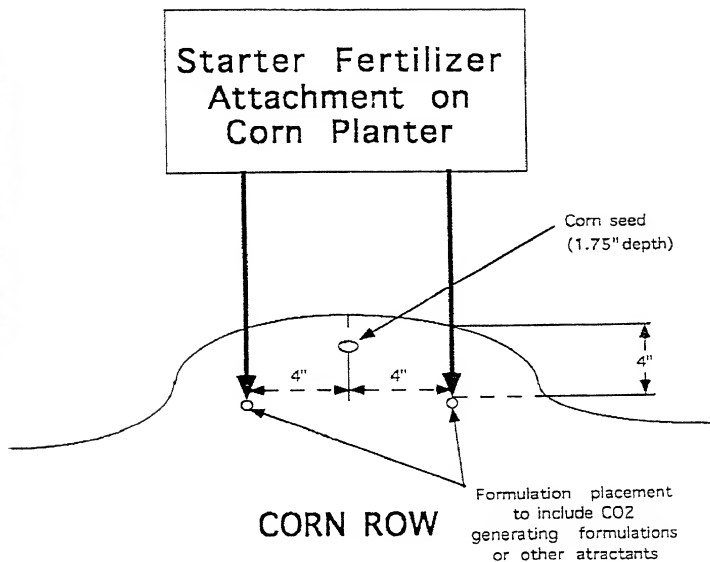 Starter Fertilizer
Attachment on
Corn Planter
Corn seed
(1.75" depth)
4"
4"
4"
CORN ROW
Formulation placement
to include CO2
generating formulations
or other atractants